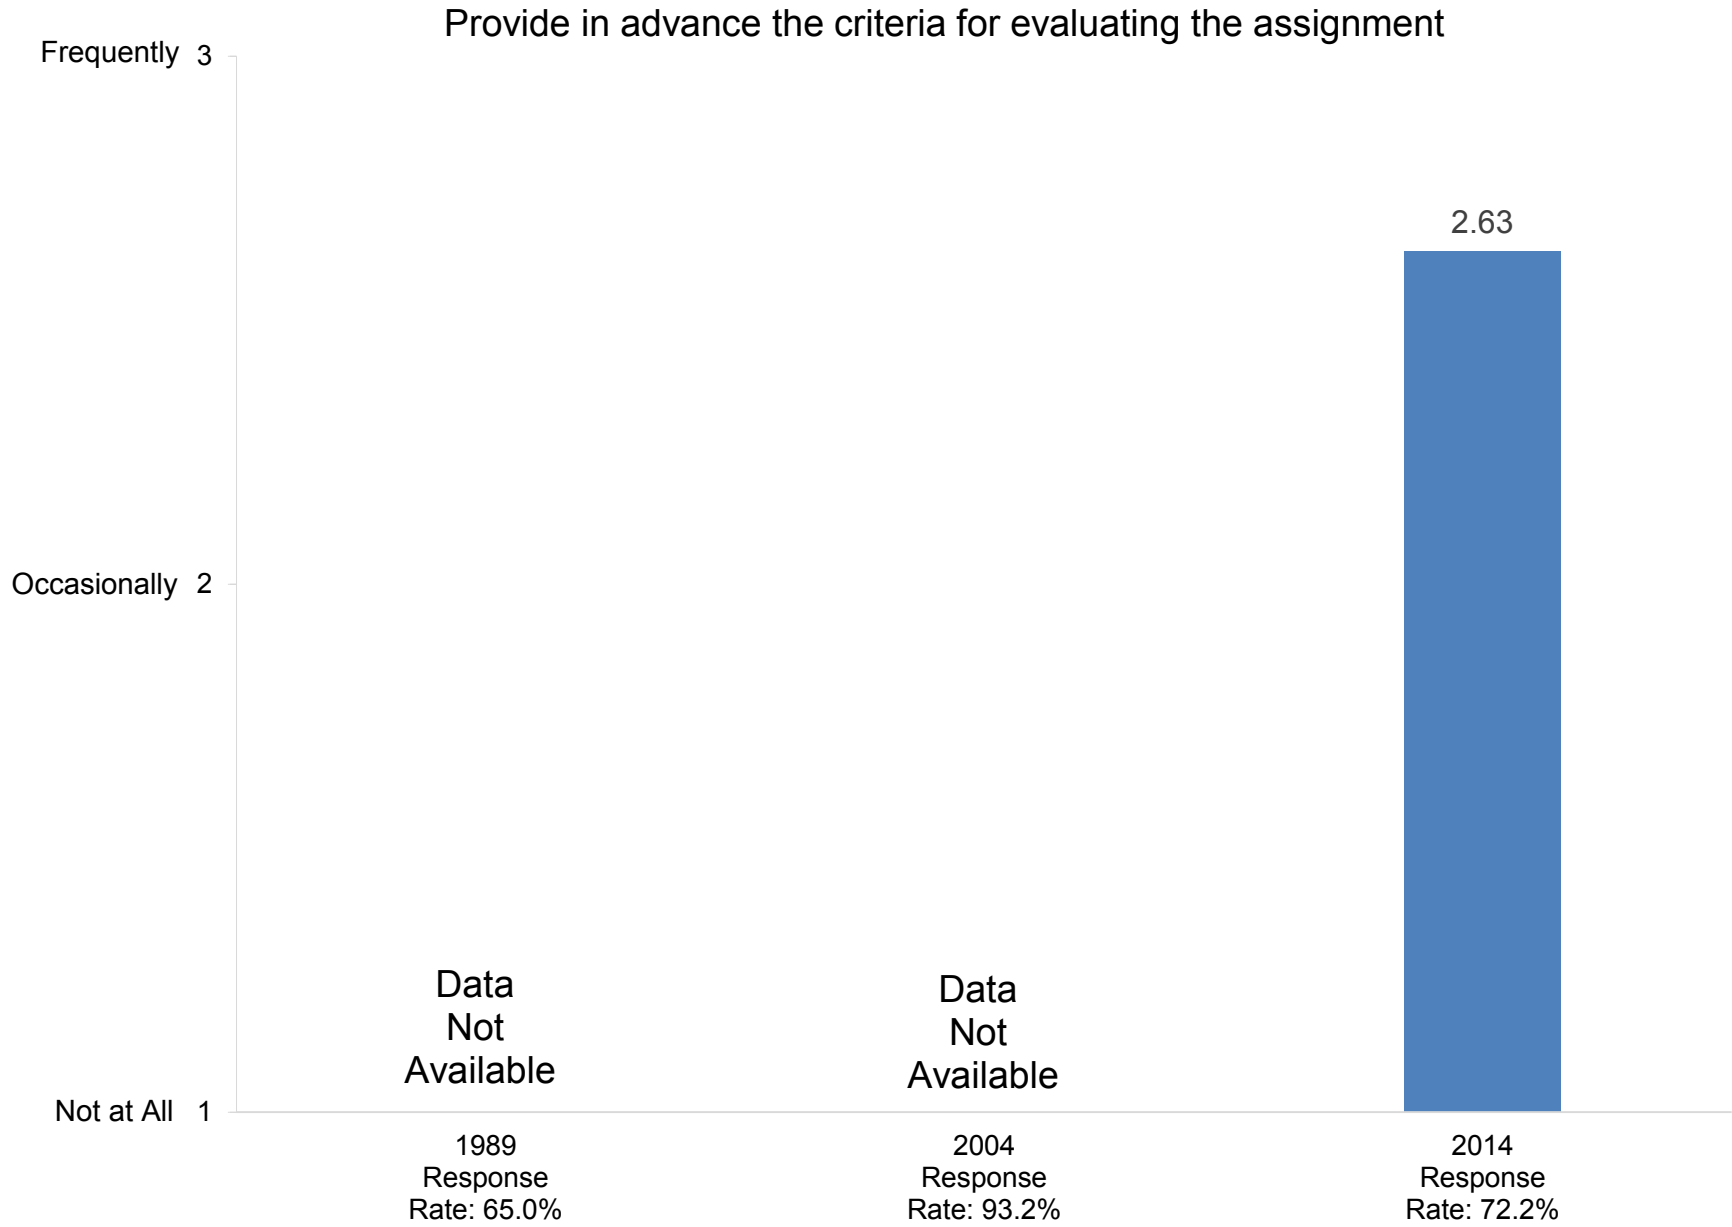 Provide in advance the criteria for evaluating the assignment
Frequently 3
2.63
Occasionally 2
Data
Not
Available
Data
Not
Available
Not at All 1
1989
Response
Rate: 65.0%
2004
Response
Rate: 93.2%
2014
Response
Rate: 72.2%